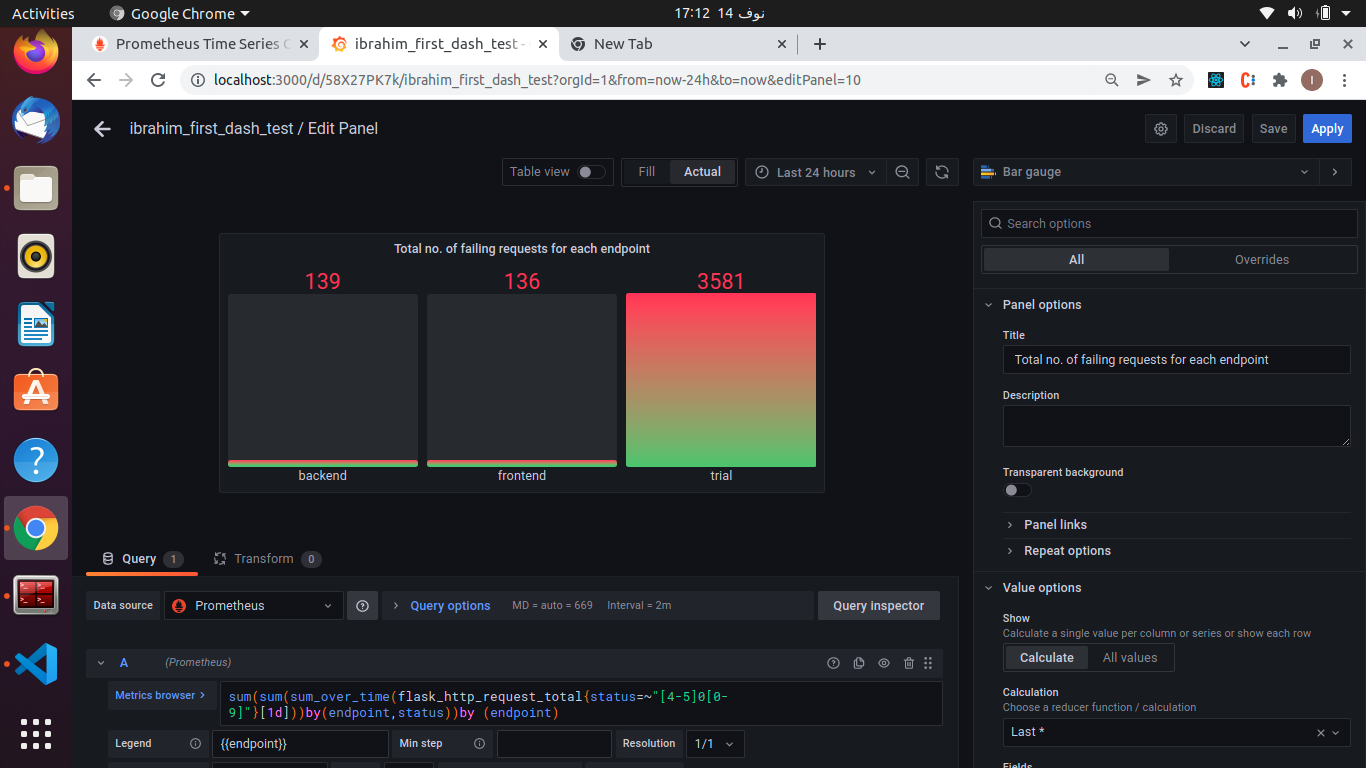 Activities
Google Chrome
17:12 14 نوف
Prometheus Time Series C
ibrahim_first_dash_test -
New Tab
localhost:3000/d/58X27PK7k/ibrahim_first_dash_test?orgId=1&from=now-24h&to=now&editPanel=10
I
ibrahim_first_dash_test / Edit Panel
Discard
Save
Apply
Table view
Fill
Actual
Last 24 hours
Bar gauge
Search options
All
Overrides
Total no. of failing requests for each endpoint
139
136
3581
backend
frontend
trial
Panel options
Title
Total no. of failing requests for each endpoint
Description
Transparent background
Panel links
Repeat options
Query 1
Transform 0
Data source
Prometheus
Query options
MD = auto = 669
Interval = 2m
Query inspector
Value options
Show
Calculate a single value per column or series or show each row
Calculate
All values
Calculation
Choose a reducer function / calculation
Last *
A
(Prometheus)
Metrics browser >
sum(sum(sum_over_time(flask_http_request_total{status=~"[4-5]0[0-
9]"}[1d]))by(endpoint,status))by (endpoint)
Legend
{{endpoint}}
Min step
Resolution
1/1
Fields